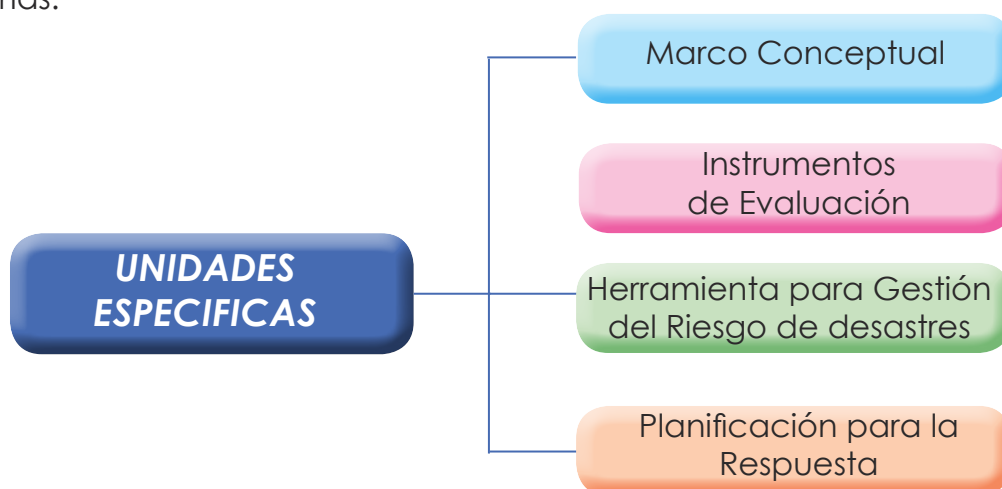 Marco Conceptual
Instrumentos
de Evaluación
UNIDADES
ESPECIFICAS
Herramienta para Gestión
del Riesgo de desastres
Planificación para la
Respuesta